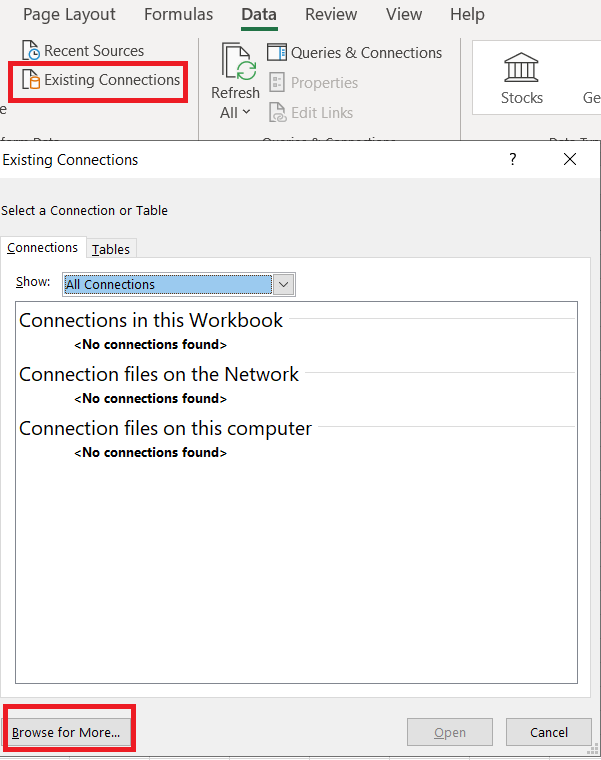 Page Layout Formulas Data Review View Help
Recent Sources
Existing Connections
Refresh
All
Queries & Connections
Properties
Edit Links
Stocks
Existing Connections ? ×
Select a Connection or Table
Connections Tables
Show: All Connections
Connections in this Workbook
<No connections found>
Connection files on the Network
<No connections found>
Connection files on this computer
<No connections found>
Browse for More... Open Cancel